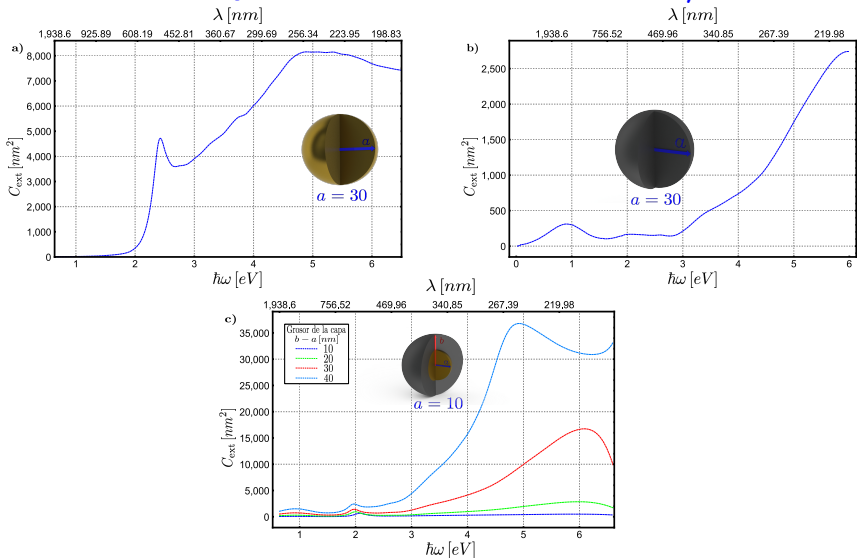 λ [nm]
1,938.6 925.89 608.19 452.81 360.67 299.69 256.34 223.95 198.83
a)
8,000
7,000
6,000
5,000
4,000
3,000
2,000
1,000
0
C_ext [nm²]
a
a = 30
1 2 3 4 5 6
ħω [eV]
λ [nm]
1,938.6 756.52 469.96 340.85 267.39 219.98
b)
2,500
2,000
1,500
1,000
500
0
C_ext [nm²]
a
a = 30
0 1 2 3 4 5 6
ħω [eV]
λ [nm]
1,938.6 756.52 469.96 340.85 267.39 219.98
c)
35,000
30,000
25,000
20,000
15,000
10,000
5,000
0
C_ext [nm²]
Grosor de la capa
b − a [nm]
10
20
30
40
b
a = 10
1 2 3 4 5 6
ħω [eV]